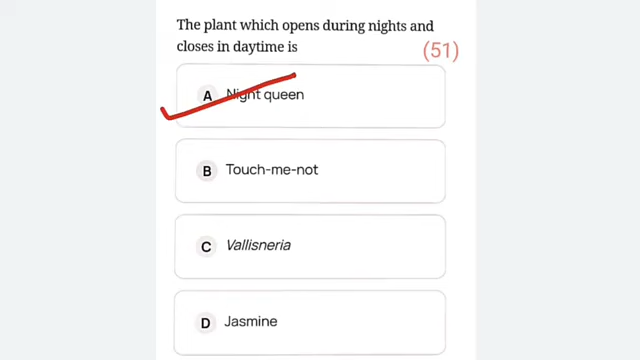 The plant which opens during nights and
closes in daytime is
(51)
A Night queen
B Touch-me-not
C Vallisneria
D Jasmine